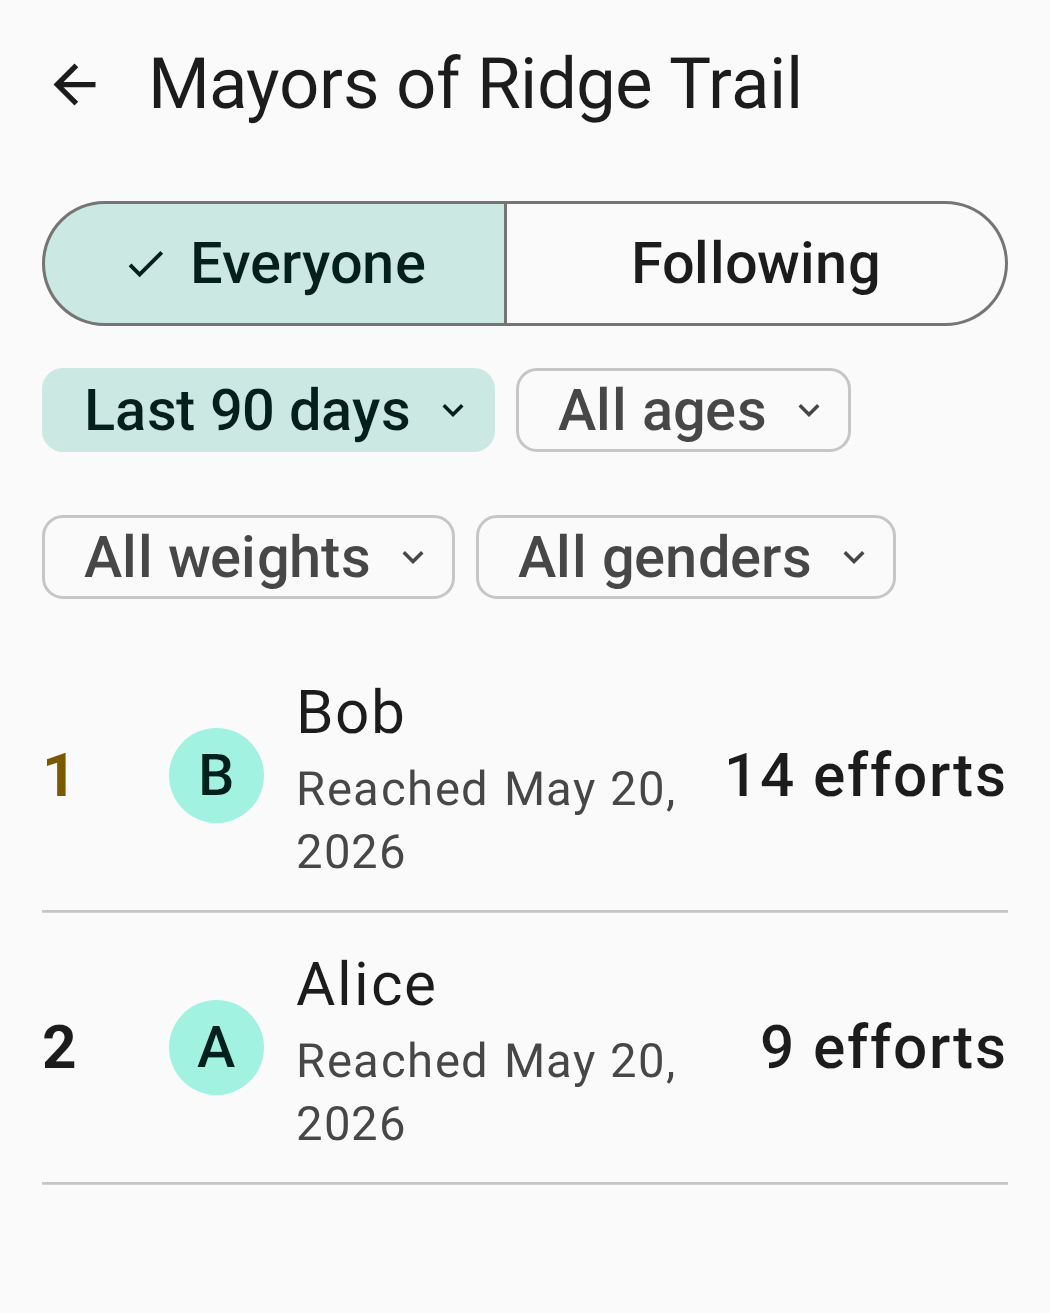 Mayors of Ridge Trail
Everyone
Following
Last 90 days
All ages
All weights
All genders
1
B
Bob
Reached May 20,
2026
14 efforts
2
A
Alice
Reached May 20,
2026
9 efforts